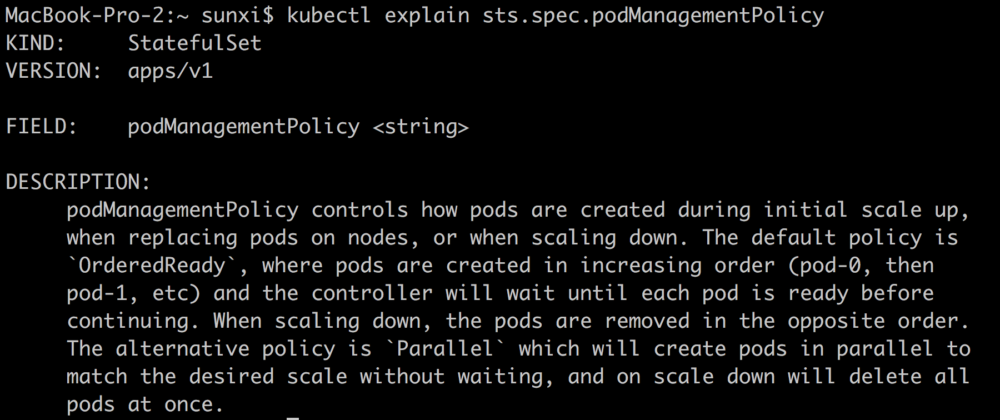 MacBook-Pro-2:~ sunxi$ kubectl explain sts.spec.podManagementPolicy
KIND:     StatefulSet
VERSION:  apps/v1

FIELD:    podManagementPolicy <string>

DESCRIPTION:
     podManagementPolicy controls how pods are created during initial scale up,
     when replacing pods on nodes, or when scaling down. The default policy is
     `OrderedReady`, where pods are created in increasing order (pod-0, then
     pod-1, etc) and the controller will wait until each pod is ready before
     continuing. When scaling down, the pods are removed in the opposite order.
     The alternative policy is `Parallel` which will create pods in parallel to
     match the desired scale without waiting, and on scale down will delete all
     pods at once.